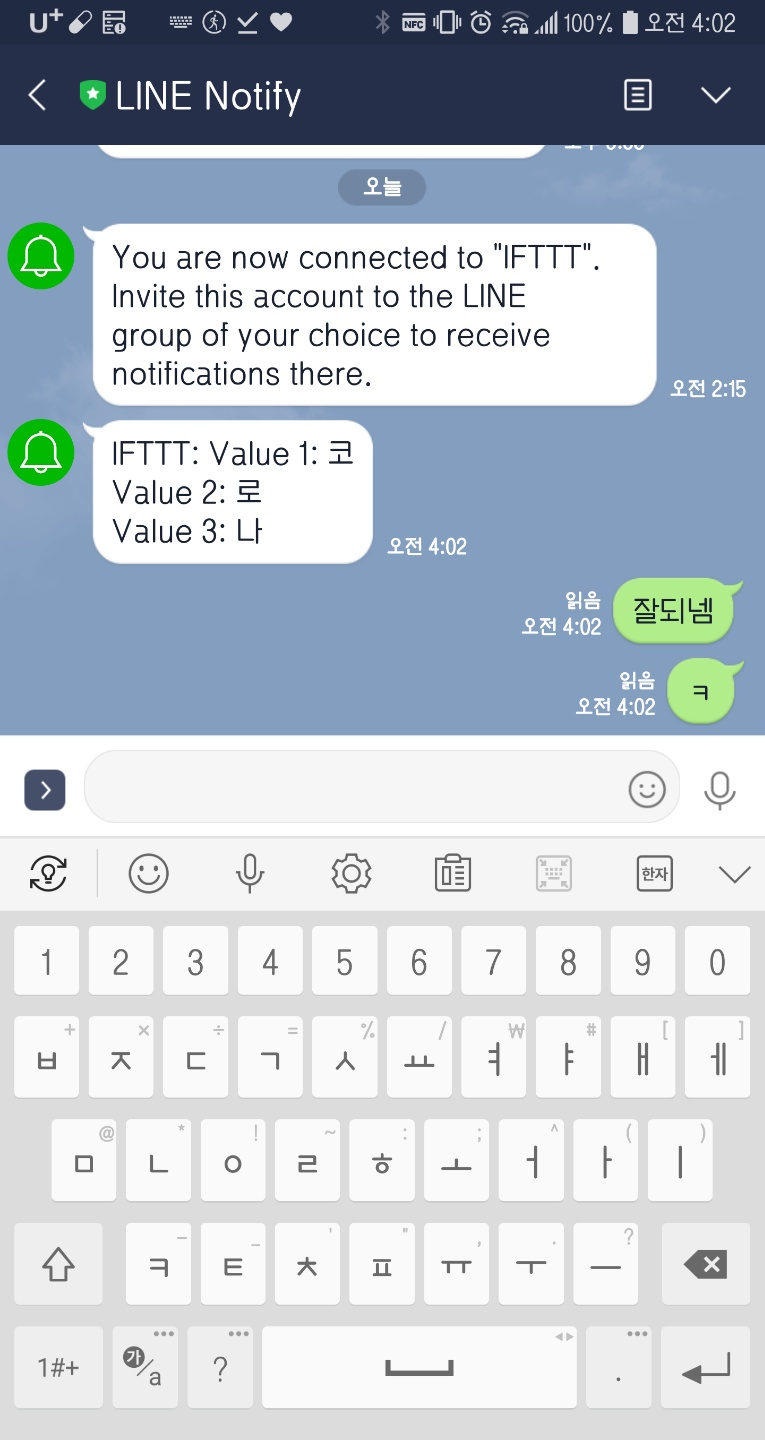 U+ NFC 100% 오전 4:02
LINE Notify
오늘
You are now connected to "IFTTT".
Invite this account to the LINE
group of your choice to receive
notifications there.
오전 2:15
IFTTT: Value 1: 코
Value 2: 로
Value 3: 나
오전 4:02
읽음
오전 4:02
잘되넴
읽음
오전 4:02
ㅋ
한자
1 2 3 4 5 6 7 8 9 0
+ × ÷ = % / ₩ # [ ]
ㅂ ㅈ ㄷ ㄱ ㅅ ㅛ ㅕ ㅑ ㅐ ㅔ
@ * ! ~ : ; ^ ( )
ㅁ ㄴ ㅇ ㄹ ㅎ ㅗ ㅓ ㅏ ㅣ
- _ ' " , . ?
ㅋ ㅌ ㅊ ㅍ ㅠ ㅜ ㅡ
1#+ 가/a ? .